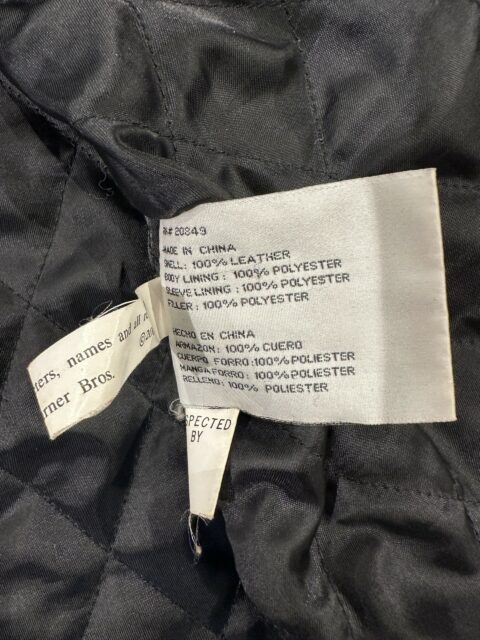 RN# 20849
MADE IN CHINA
SHELL: 100% LEATHER
BODY LINING: 100% POLYESTER
SLEEVE LINING: 100% POLYESTER
FILLER: 100% POLYESTER
HECHO EN CHINA
ARMAZON: 100% CUERO
CUERPO FORRO:100% POLIESTER
MANGA FORRO: 100% POLIESTER
RELLENO: 100% POLIESTER
names and all
rner Bros.
SPECTED
BY